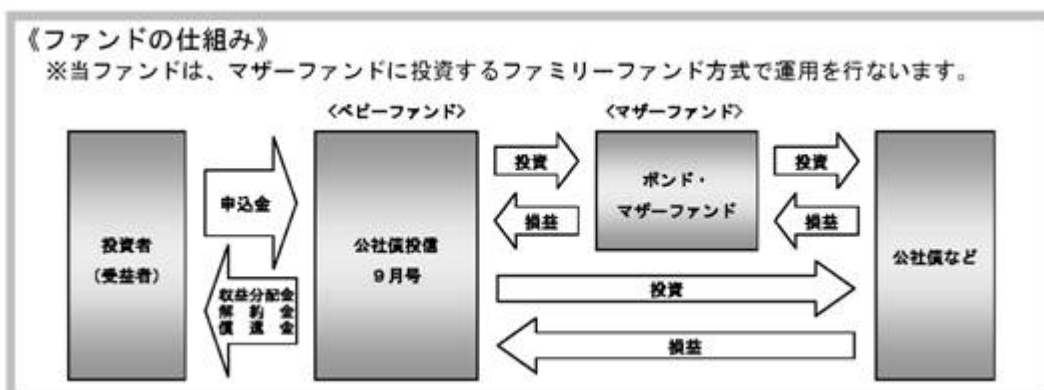 《ファンドの仕組み》
※当ファンドは、マザーファンドに投資するファミリーファンド方式で運用を行ないます。
〈ベビーファンド〉
〈マザーファンド〉
投資者
(受益者)
申込金
収益分配金
解約金
償還金
公社債投信
9月号
投資
損益
ボンド・
マザーファンド
投資
損益
投資
損益
公社債など